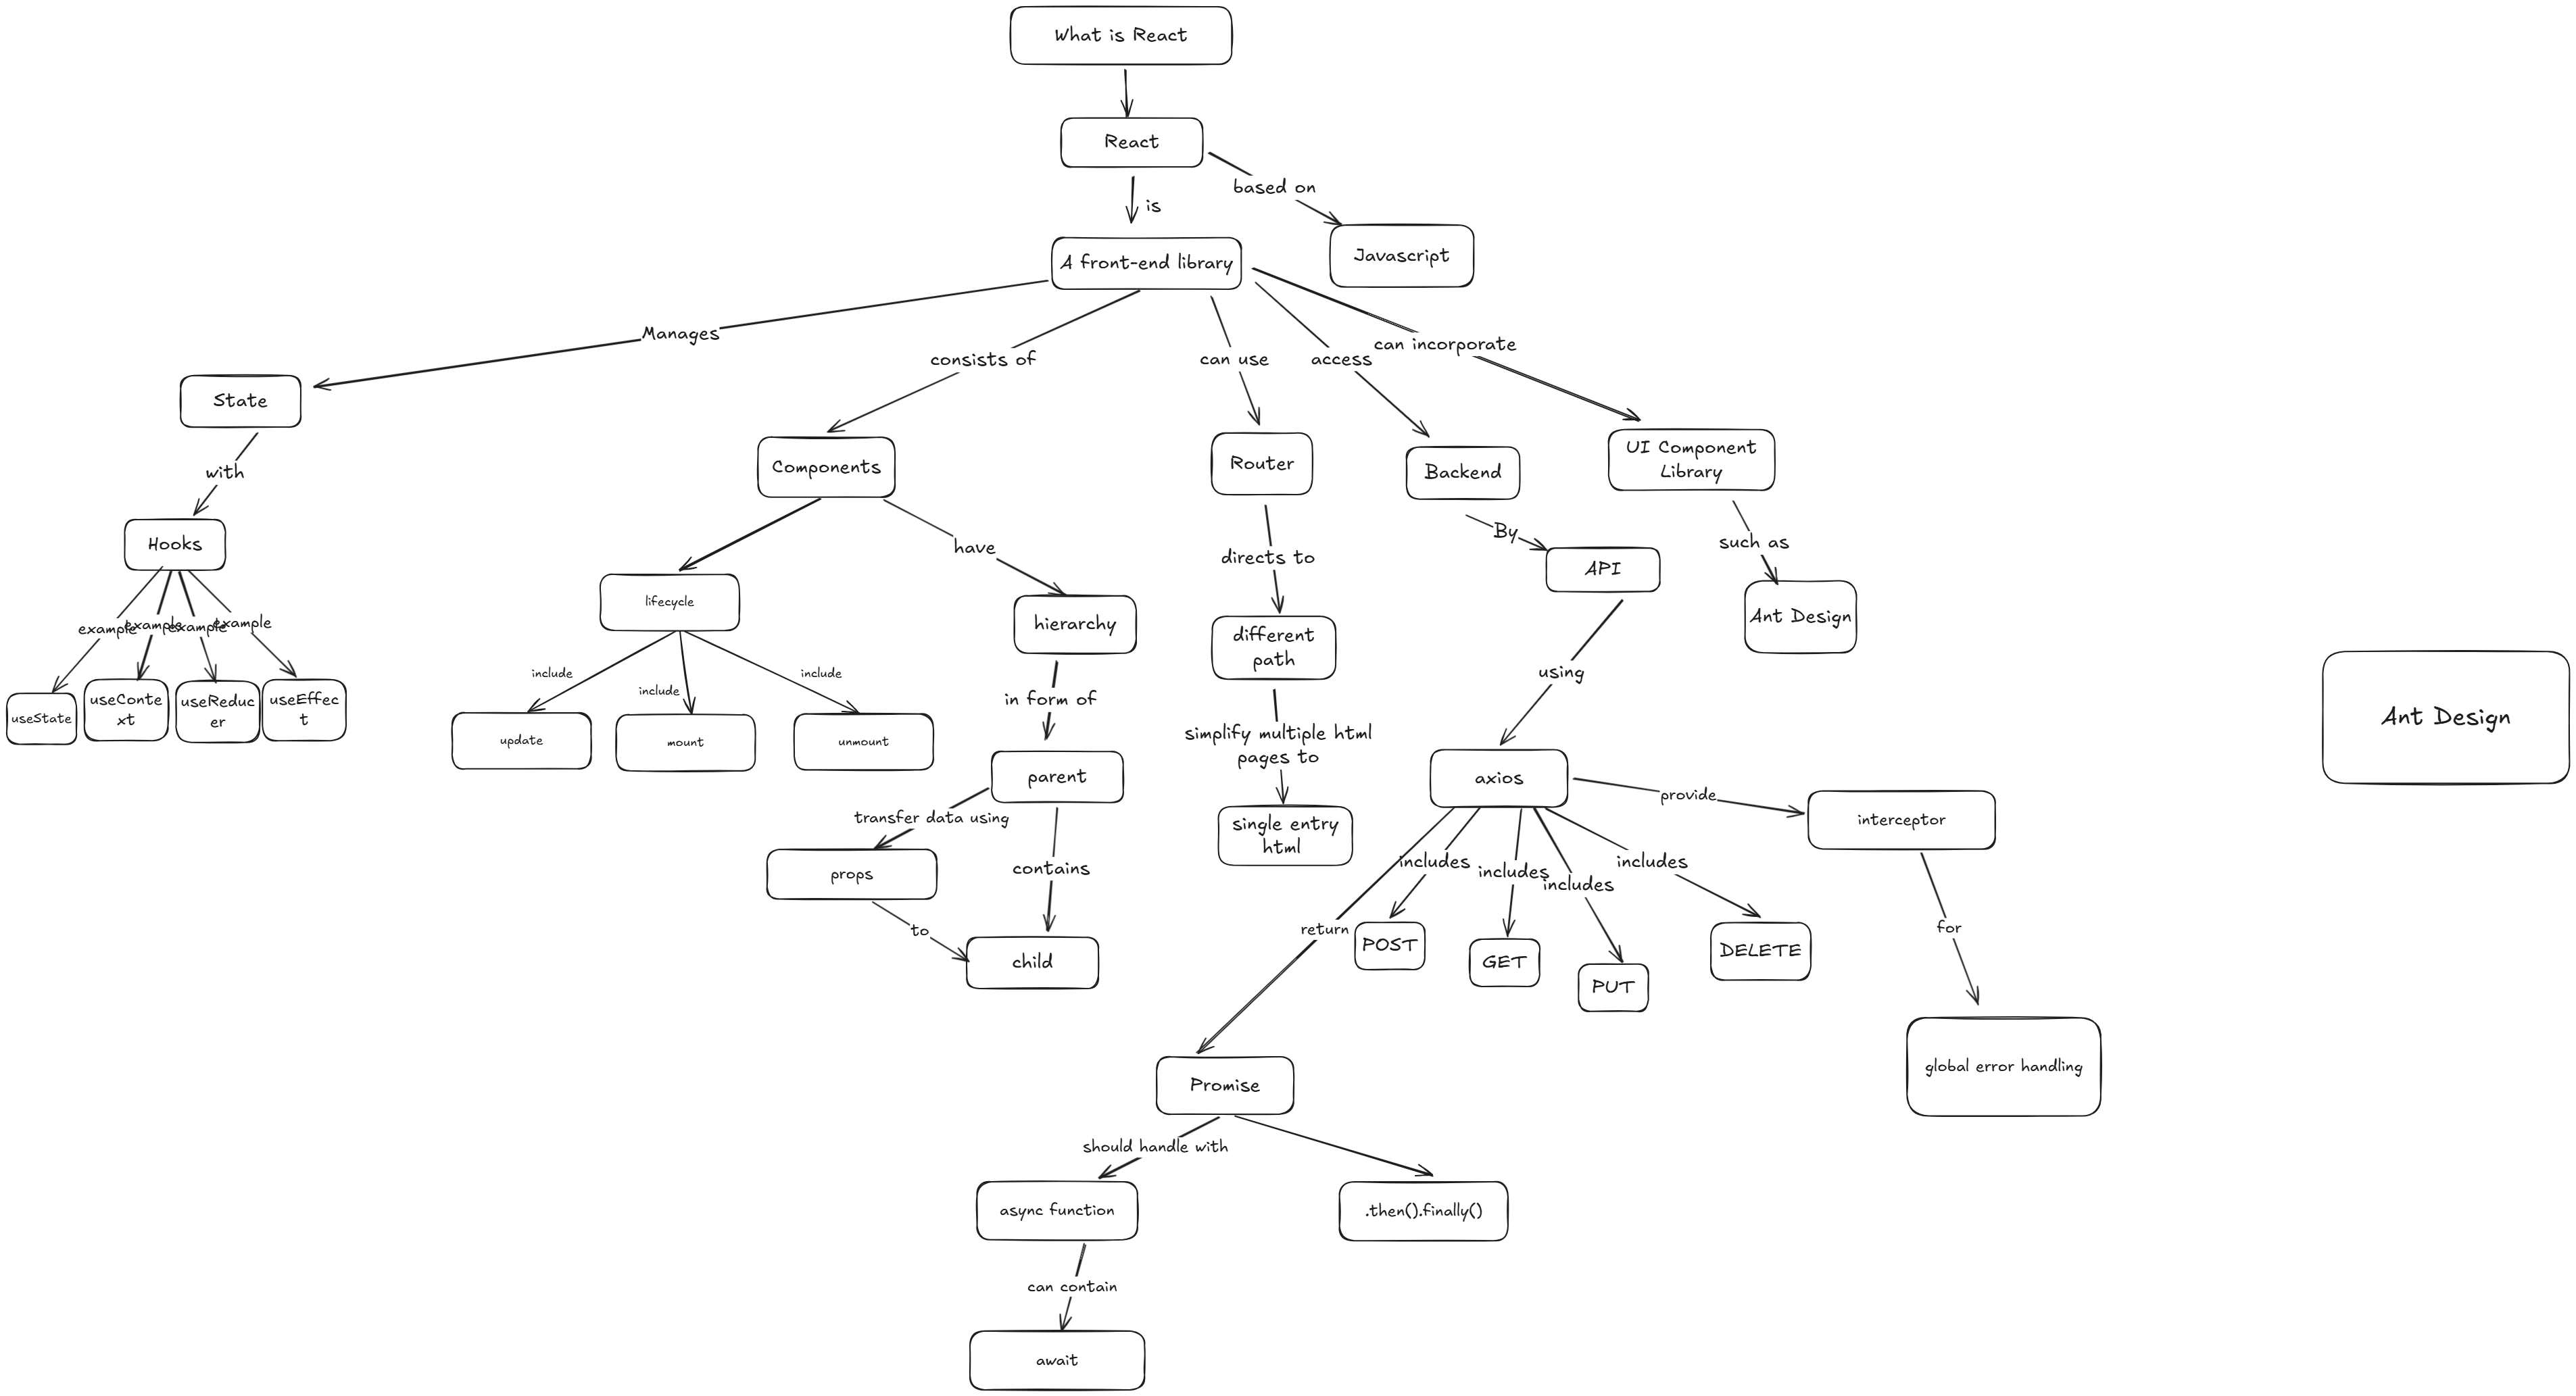 What is React
React
based on
is
Javascript
A front-end library
Manages
can incorporate
consists of
can use
access
State
UI Component
Library
Router
Components
Backend
with
By
such as
Hooks
have
directs to
API
lifecycle
Ant Design
hierarchy
different
path
example
example
example
example
include
include
include
using
useState
useConte
xt
useReduc
er
useEffec
t
in form of
Ant Design
update
mount
unmount
simplify multiple html
pages to
parent
axios
provide
transfer data using
single entry
html
interceptor
props
contains
includes
includes
includes
includes
to
return
for
child
POST
GET
PUT
DELETE
global error handling
Promise
should handle with
async function
.then().finally()
can contain
await